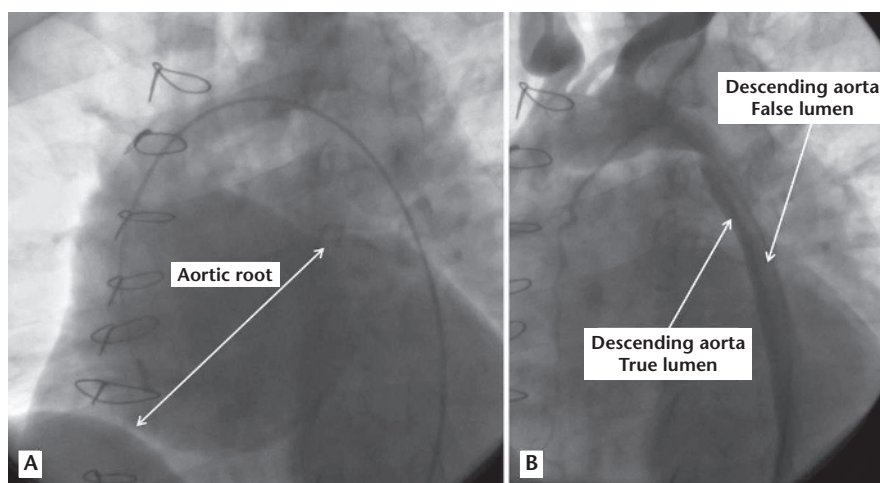 Aortic root
A
Descending aorta
False lumen
Descending aorta
True lumen
B